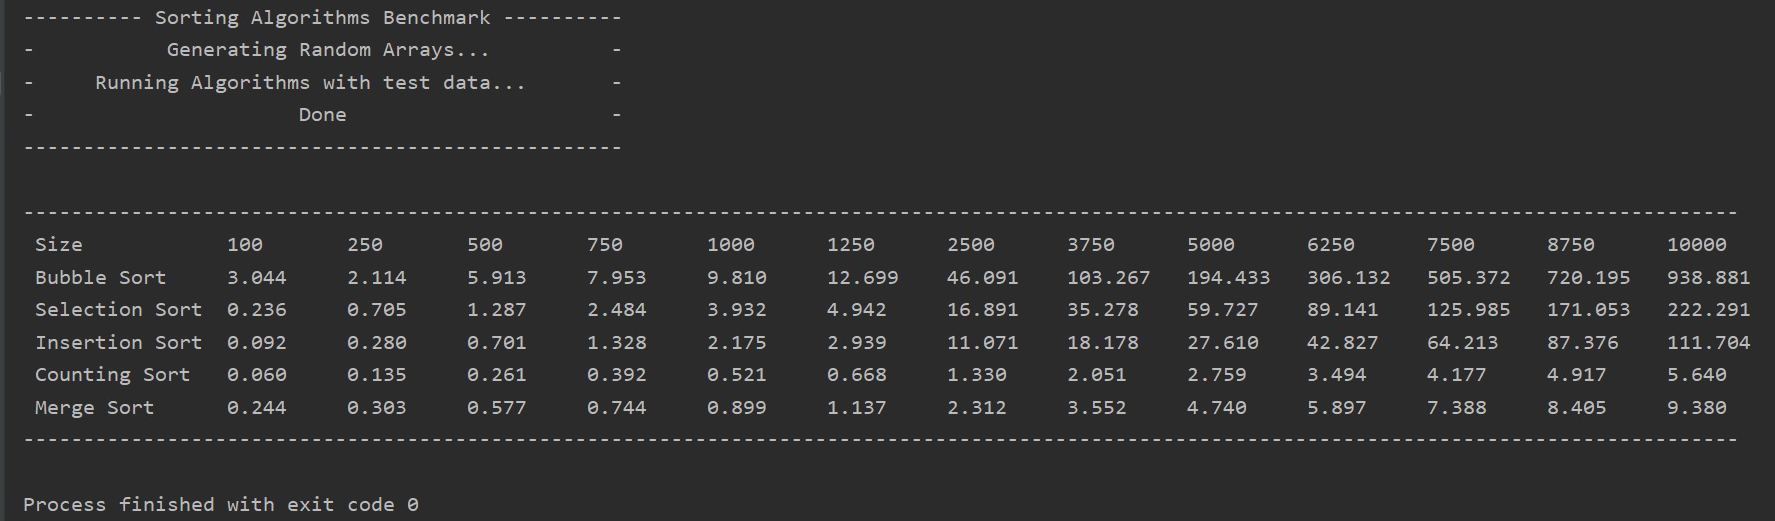 ---------- Sorting Algorithms Benchmark ----------
-           Generating Random Arrays...          -
-     Running Algorithms with test data...       -
-                      Done                      -
--------------------------------------------------
-----------------------------------------------------------------------------------------------------------------------------------------------
Size            100       250       500       750       1000      1250      2500      3750      5000      6250      7500      8750      10000
Bubble Sort     3.044     2.114     5.913     7.953     9.810     12.699    46.091    103.267   194.433   306.132   505.372   720.195   938.881
Selection Sort  0.236     0.705     1.287     2.484     3.932     4.942     16.891    35.278    59.727    89.141    125.985   171.053   222.291
Insertion Sort  0.092     0.280     0.701     1.328     2.175     2.939     11.071    18.178    27.610    42.827    64.213    87.376    111.704
Counting Sort   0.060     0.135     0.261     0.392     0.521     0.668     1.330     2.051     2.759     3.494     4.177     4.917     5.640
Merge Sort      0.244     0.303     0.577     0.744     0.899     1.137     2.312     3.552     4.740     5.897     7.388     8.405     9.380
-----------------------------------------------------------------------------------------------------------------------------------------------
Process finished with exit code 0